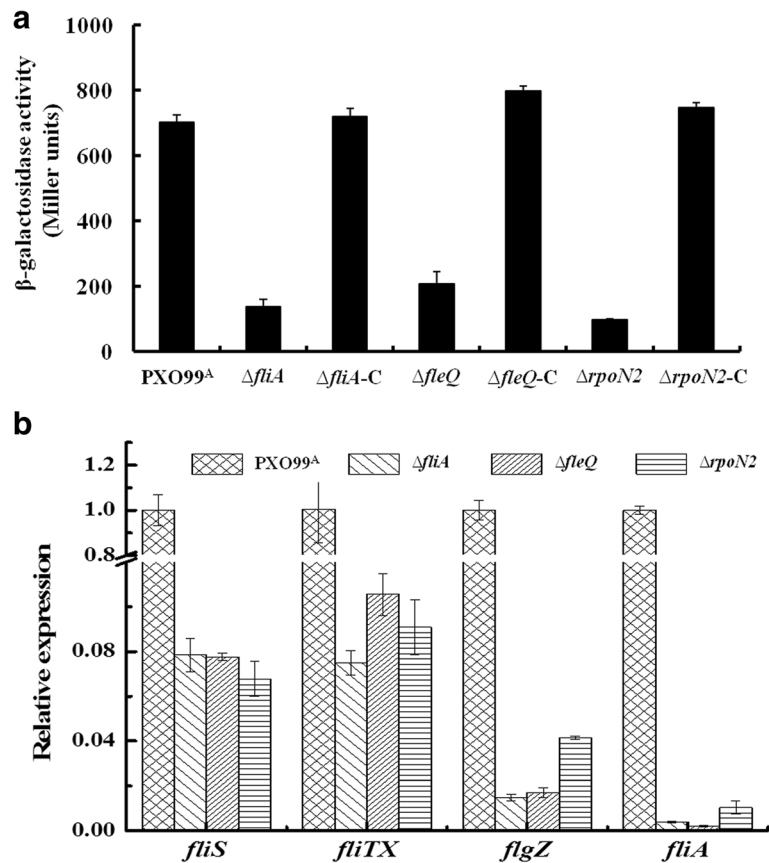 a
β-galactosidase activity
(Miller units)
1000
800
600
400
200
0
PXO99ᴬ ΔfliA ΔfliA-C ΔfleQ ΔfleQ-C ΔrpoN2 ΔrpoN2-C
b
PXO99ᴬ ΔfliA ΔfleQ ΔrpoN2
Relative expression
1.2
1.0
0.8
0.08
0.04
0.00
fliS fliTX flgZ fliA